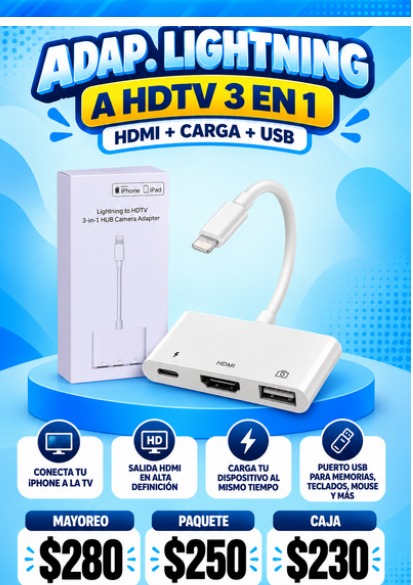 ADAP. LIGHTNING
A HDTV 3 EN 1
HDMI + CARGA + USB
iPhone iPad
Lightning to HDTV
3-in-1 HUB Camera Adapter
HDMI
HD
CONECTA TU
iPHONE A LA TV
SALIDA HDMI
EN ALTA
DEFINICIÓN
CARGA TU
DISPOSITIVO AL
MISMO TIEMPO
PUERTO USB
PARA MEMORIAS,
TECLADOS, MOUSE
Y MÁS
MAYOREO
$280
PAQUETE
$250
CAJA
$230